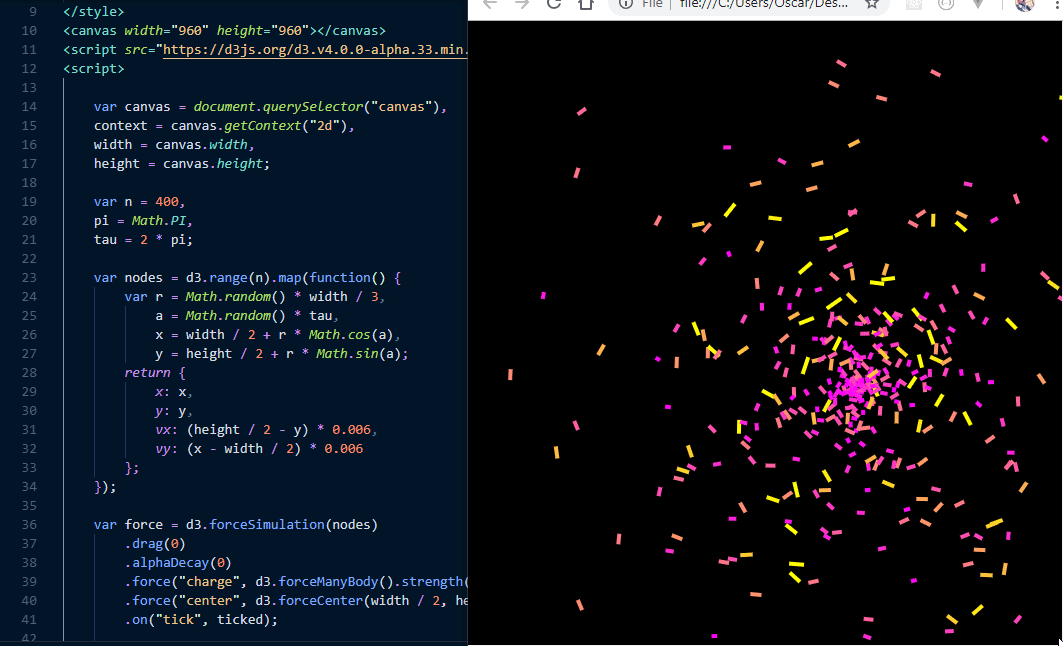 File | file:///C:/Users/Oscar/Des...
9 </style>
10 <canvas width="960" height="960"></canvas>
11 <script src="https://d3js.org/d3.v4.0.0-alpha.33.min.
12 <script>
13
14 var canvas = document.querySelector("canvas"),
15 context = canvas.getContext("2d"),
16 width = canvas.width,
17 height = canvas.height;
18
19 var n = 400,
20 pi = Math.PI,
21 tau = 2 * pi;
22
23 var nodes = d3.range(n).map(function() {
24 var r = Math.random() * width / 3,
25 a = Math.random() * tau,
26 x = width / 2 + r * Math.cos(a),
27 y = height / 2 + r * Math.sin(a);
28 return {
29 x: x,
30 y: y,
31 vx: (height / 2 - y) * 0.006,
32 vy: (x - width / 2) * 0.006
33 };
34 });
35
36 var force = d3.forceSimulation(nodes)
37 .drag(0)
38 .alphaDecay(0)
39 .force("charge", d3.forceManyBody().strength(
40 .force("center", d3.forceCenter(width / 2, he
41 .on("tick", ticked);
42